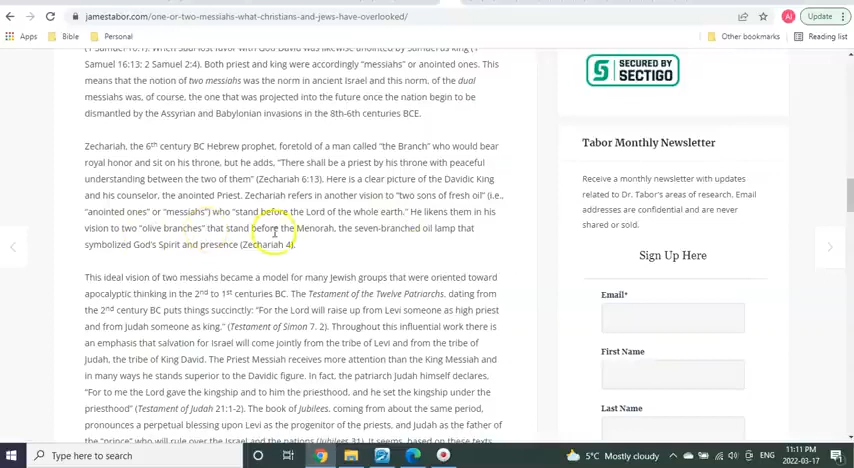 jamestabor.com/one-or-two-messiahs-what-christians-and-jews-have-overlooked/
AI
Update
Apps
Bible
Personal
Other bookmarks
Reading list
16:13; 2 Samuel 2:4). Both priest and king were accordingly “messiahs” or anointed ones. This
means that the notion of two messiahs was the norm in ancient Israel and this norm, of the dual
messiahs was, of course, the one that was projected into the future once the nation begin to be
dismantled by the Assyrian and Babylonian invasions in the 8th-6th centuries BCE.
Zechariah, the 6th century BC Hebrew prophet, foretold of a man called “the Branch” who would bear
royal honor and sit on his throne, but he adds, “There shall be a priest by his throne with peaceful
understanding between the two of them” (Zechariah 6:13). Here is a clear picture of the Davidic King
and his counselor, the anointed Priest. Zechariah refers in another vision to “two sons of fresh oil” (i.e.,
“anointed ones” or “messiahs”) who “stand before the Lord of the whole earth.” He likens them in his
vision to two “olive branches” that stand before the Menorah, the seven-branched oil lamp that
symbolized God’s Spirit and presence (Zechariah 4).
This ideal vision of two messiahs became a model for many Jewish groups that were oriented toward
apocalyptic thinking in the 2nd to 1st centuries BC. The Testament of the Twelve Patriarchs, dating from
the 2nd century BC puts things succinctly: “For the Lord will raise up from Levi someone as high priest
and from Judah someone as king.” (Testament of Simon 7. 2). Throughout this influential work there is
an emphasis that salvation for Israel will come jointly from the tribe of Levi and from the tribe of
Judah, the tribe of King David. The Priest Messiah receives more attention than the King Messiah and
in many ways he stands superior to the Davidic figure. In fact, the patriarch Judah himself declares,
“For to me the Lord gave the kingship and to him the priesthood, and he set the kingship under the
priesthood” (Testament of Judah 21:1-2). The book of Jubilees, coming from about the same period,
pronounces a perpetual blessing upon Levi as the progenitor of the priests, and Judah as the father of
the “prince” who will rule over the Israel and the nations (Jubilees 31). It seems, based on these texts
SECURED BY
SECTIGO
Tabor Monthly Newsletter
Receive a monthly newsletter with updates
related to Dr. Tabor's areas of research. Email
addresses are confidential and are never
shared or sold.
Sign Up Here
Email*
First Name
Last Name
Type here to search
5°C Mostly cloudy
ENG
11:11 PM
2022-03-17